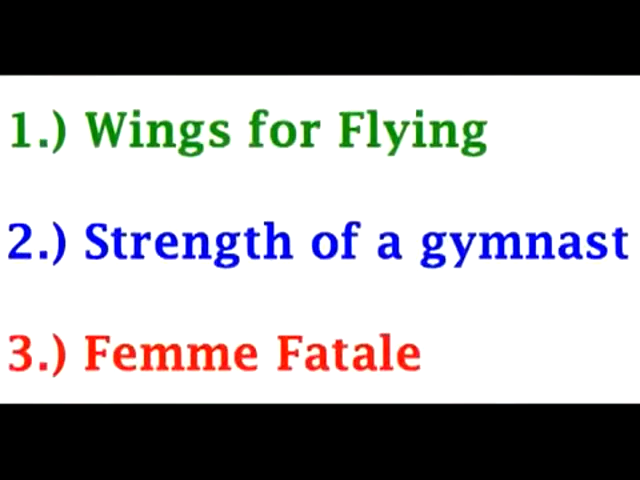 1.) Wings for Flying
2.) Strength of a gymnast
3.) Femme Fatale